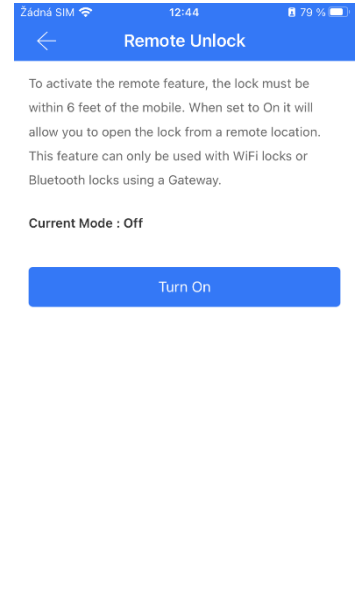 Žádná SIM 12:44 79 %
Remote Unlock
To activate the remote feature, the lock must be
within 6 feet of the mobile. When set to On it will
allow you to open the lock from a remote location.
This feature can only be used with WiFi locks or
Bluetooth locks using a Gateway.
Current Mode : Off
Turn On